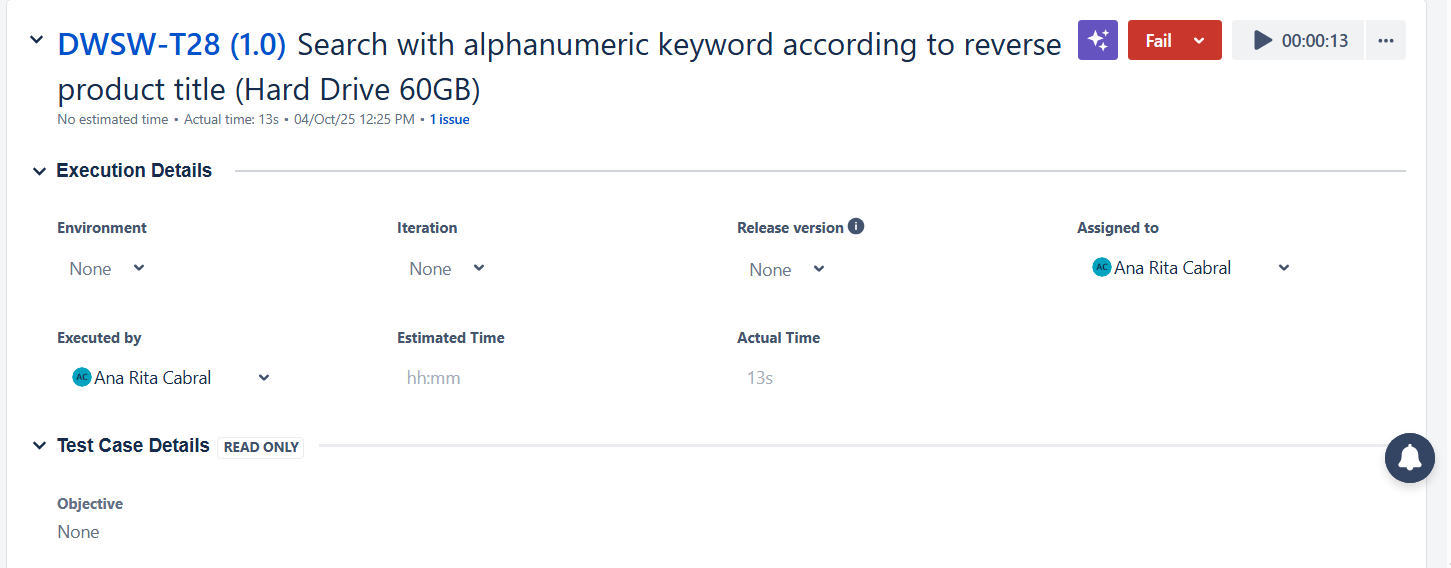 DWSW-T28 (1.0) Search with alphanumeric keyword according to reverse
product title (Hard Drive 60GB)
Fail
00:00:13
No estimated time • Actual time: 13s • 04/Oct/25 12:25 PM • 1 issue
Execution Details
Environment
Iteration
Release version
Assigned to
None
None
None
AC Ana Rita Cabral
Executed by
Estimated Time
Actual Time
AC Ana Rita Cabral
hh:mm
13s
Test Case Details READ ONLY
Objective
None